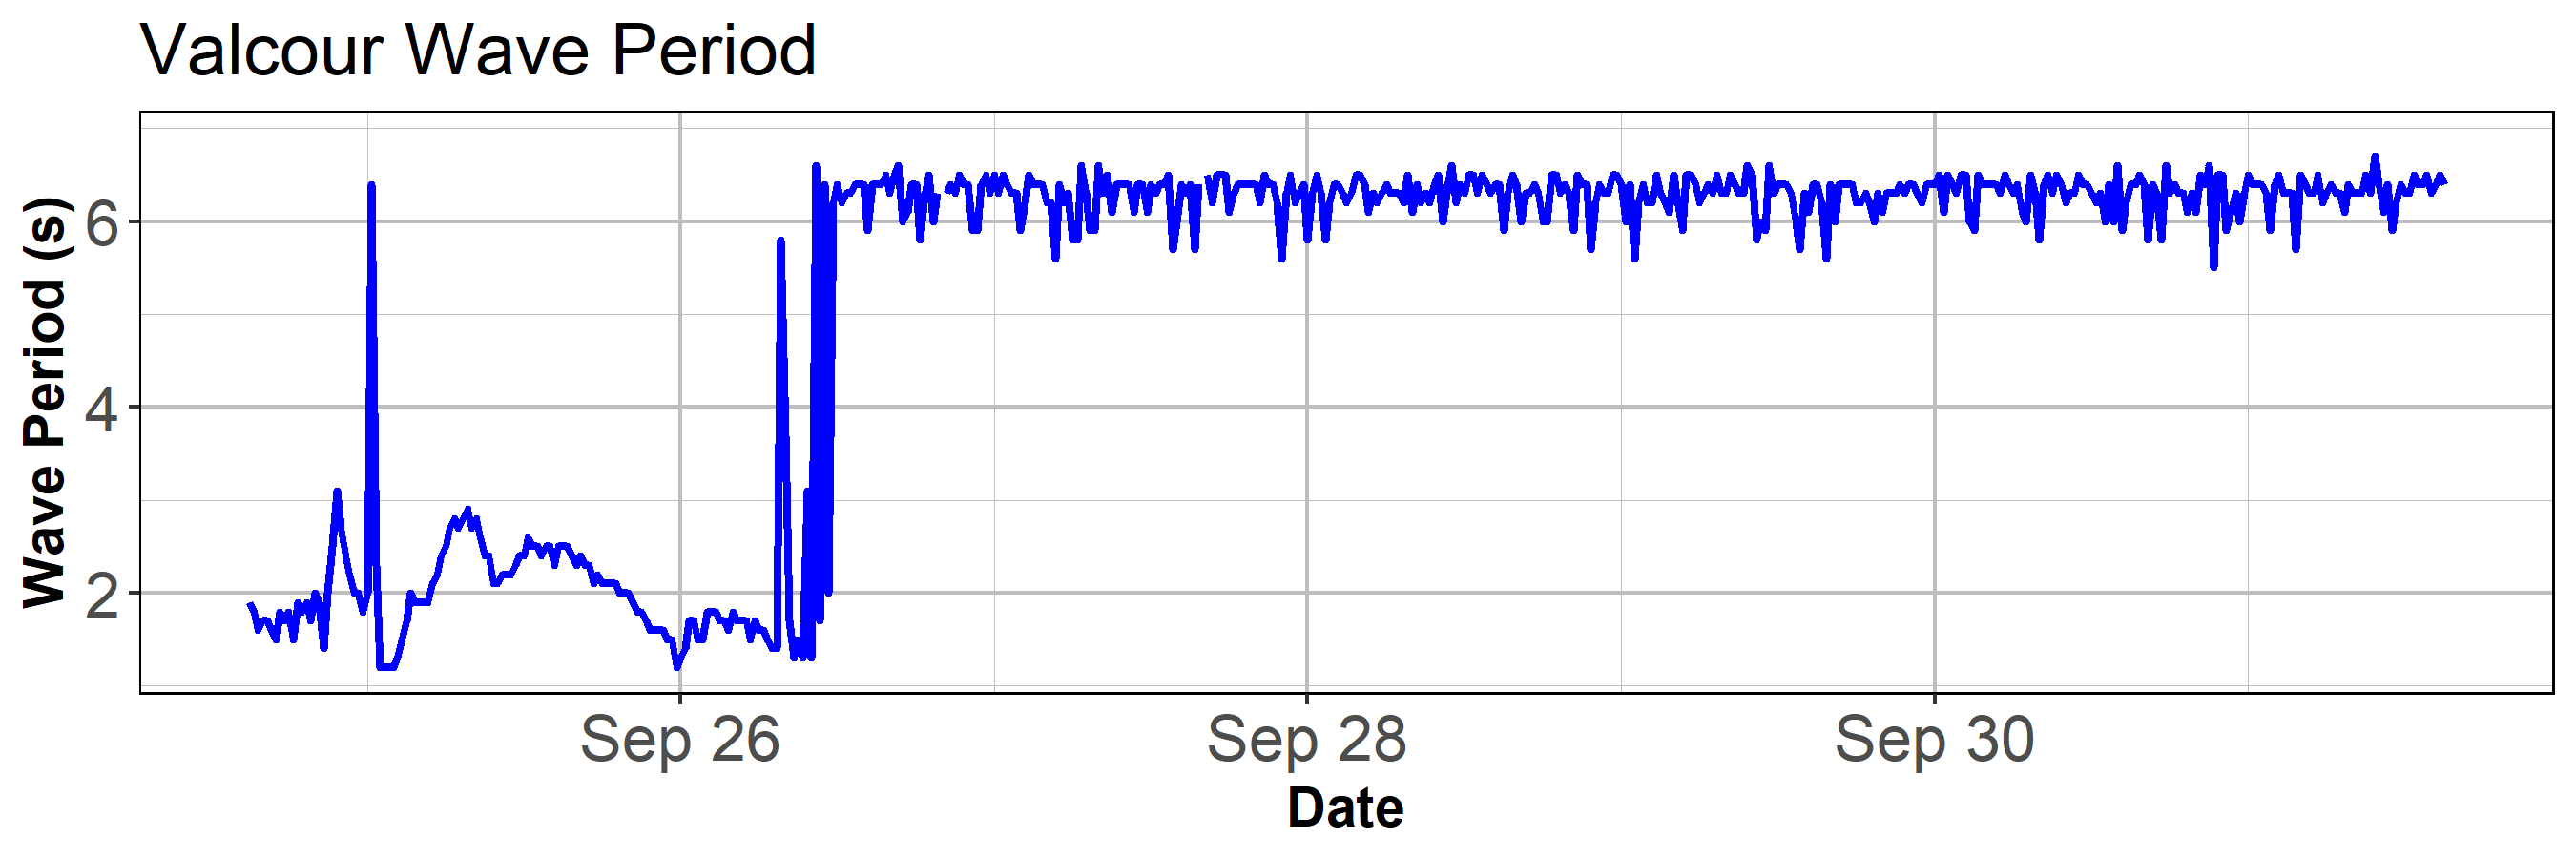 Valcour Wave Period
Wave Period (s)
6
4
2
Sep 26
Sep 28
Sep 30
Date